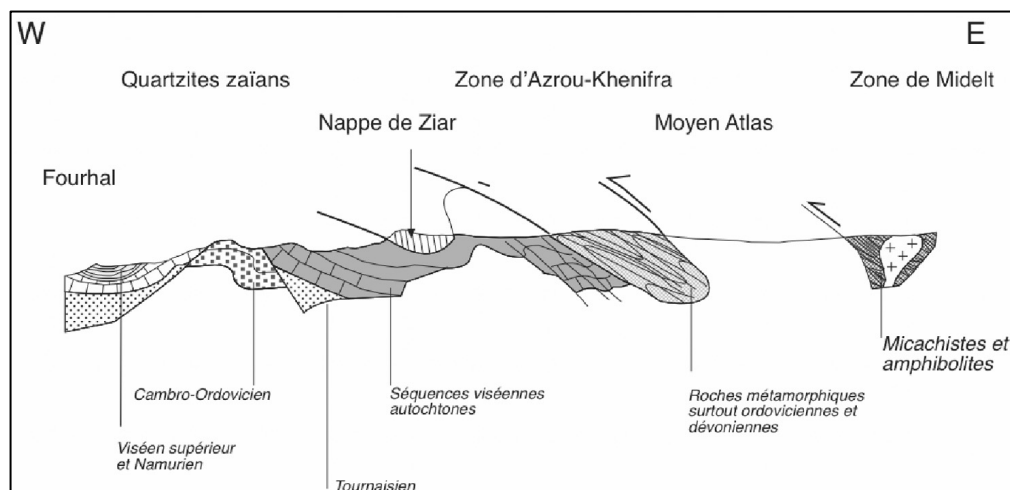 W
E
Quartzites zaïans
Zone d'Azrou-Khenifra
Zone de Midelt
Nappe de Ziar
Moyen Atlas
Fourhal
Micachistes et
amphibolites
Cambro-Ordovicien
Séquences viséennes
autochtones
Roches métamorphiques
surtout ordoviciennes et
dévoniennes
Viséen supérieur
et Namurien
Tournaisien